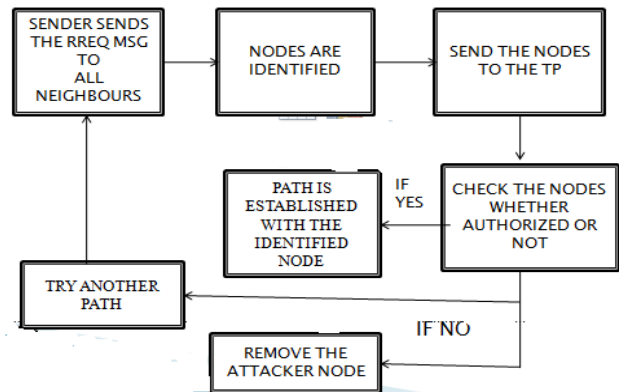 SENDER SENDS
THE RREQ MSG
TO
ALL
NEIGHBOURS
NODES ARE
IDENTIFIED
SEND THE NODES
TO THE TP
CHECK THE NODES
WHETHER
AUTHORIZED OR
NOT
IF
YES
PATH IS
ESTABLISHED
WITH THE
IDENTIFIED
NODE
TRY ANOTHER
PATH
IF NO
REMOVE THE
ATTACKER NODE